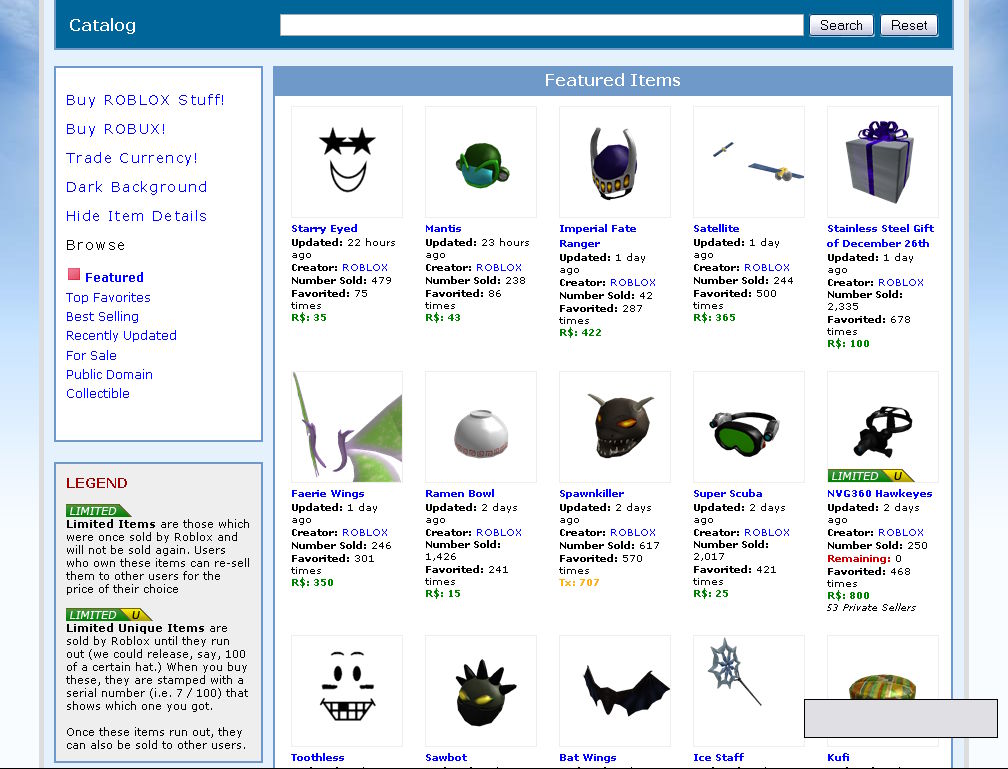 Catalog
Search
Reset
Buy ROBLOX Stuff!
Buy ROBUX!
Trade Currency!
Dark Background
Hide Item Details
Browse
Featured
Top Favorites
Best Selling
Recently Updated
For Sale
Public Domain
Collectible
LEGEND
LIMITED
Limited Items are those which
were once sold by Roblox and
will not be sold again. Users
who own these items can re-sell
them to other users for the
price of their choice
LIMITED U
Limited Unique Items are
sold by Roblox until they run
out (we could release, say, 100
of a certain hat.) When you buy
these, they are stamped with a
serial number (i.e. 7 / 100) that
shows which one you got.
Once these items run out, they
can also be sold to other users.
Featured Items
Starry Eyed
Updated: 22 hours
ago
Creator: ROBLOX
Number Sold: 479
Favorited: 75
times
R$: 35
Mantis
Updated: 23 hours
ago
Creator: ROBLOX
Number Sold: 238
Favorited: 86
times
R$: 43
Imperial Fate
Ranger
Updated: 1 day
ago
Creator: ROBLOX
Number Sold: 42
Favorited: 287
times
R$: 422
Satellite
Updated: 1 day
ago
Creator: ROBLOX
Number Sold: 244
Favorited: 500
times
R$: 365
Stainless Steel Gift
of December 26th
Updated: 1 day
ago
Creator: ROBLOX
Number Sold:
2,335
Favorited: 678
times
R$: 100
Faerie Wings
Updated: 1 day
ago
Creator: ROBLOX
Number Sold: 246
Favorited: 301
times
R$: 350
Ramen Bowl
Updated: 2 days
ago
Creator: ROBLOX
Number Sold:
1,426
Favorited: 241
times
R$: 15
Spawnkiller
Updated: 2 days
ago
Creator: ROBLOX
Number Sold: 617
Favorited: 570
times
Tx: 707
Super Scuba
Updated: 2 days
ago
Creator: ROBLOX
Number Sold:
2,017
Favorited: 421
times
R$: 25
LIMITED U
NVG360 Hawkeyes
Updated: 2 days
ago
Creator: ROBLOX
Number Sold: 250
Remaining: 0
Favorited: 468
times
R$: 800
53 Private Sellers
Toothless
Sawbot
Bat Wings
Ice Staff
Kufi